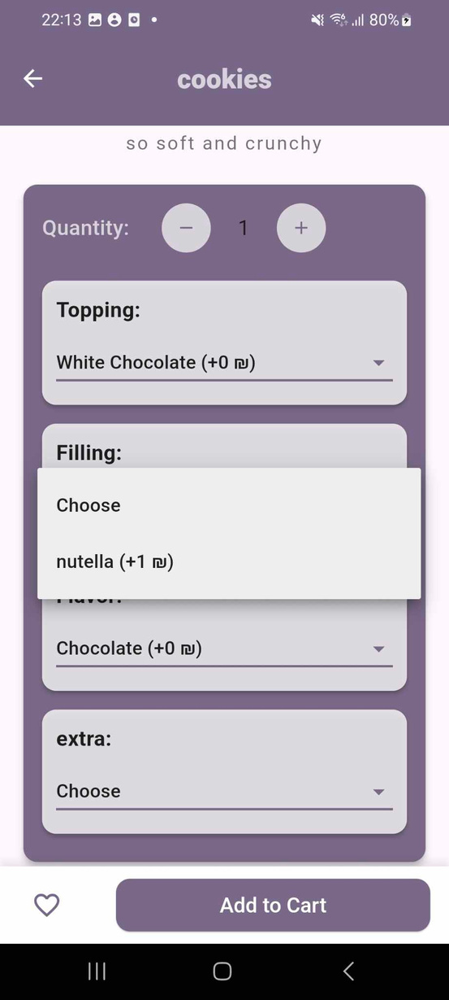 22:13
80%
cookies
so soft and crunchy
Quantity: − 1 +
Topping:
White Chocolate (+0 ₪)
Filling:
Choose
nutella (+1 ₪)
Flavor:
Chocolate (+0 ₪)
extra:
Choose
Add to Cart